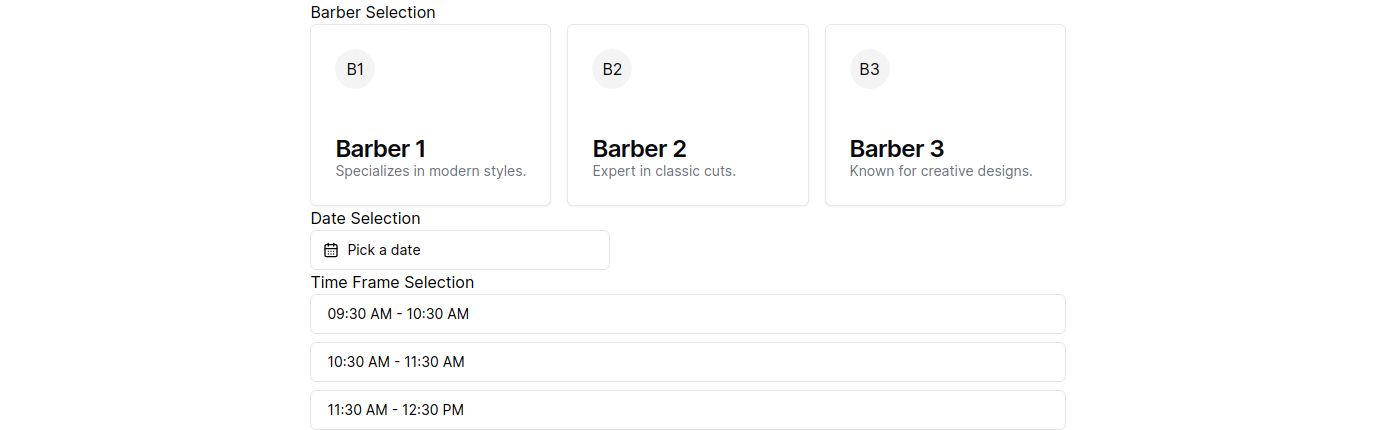 Barber Selection
B1
B2
B3
Barber 1
Specializes in modern styles.
Barber 2
Expert in classic cuts.
Barber 3
Known for creative designs.
Date Selection
Pick a date
Time Frame Selection
09:30 AM - 10:30 AM
10:30 AM - 11:30 AM
11:30 AM - 12:30 PM